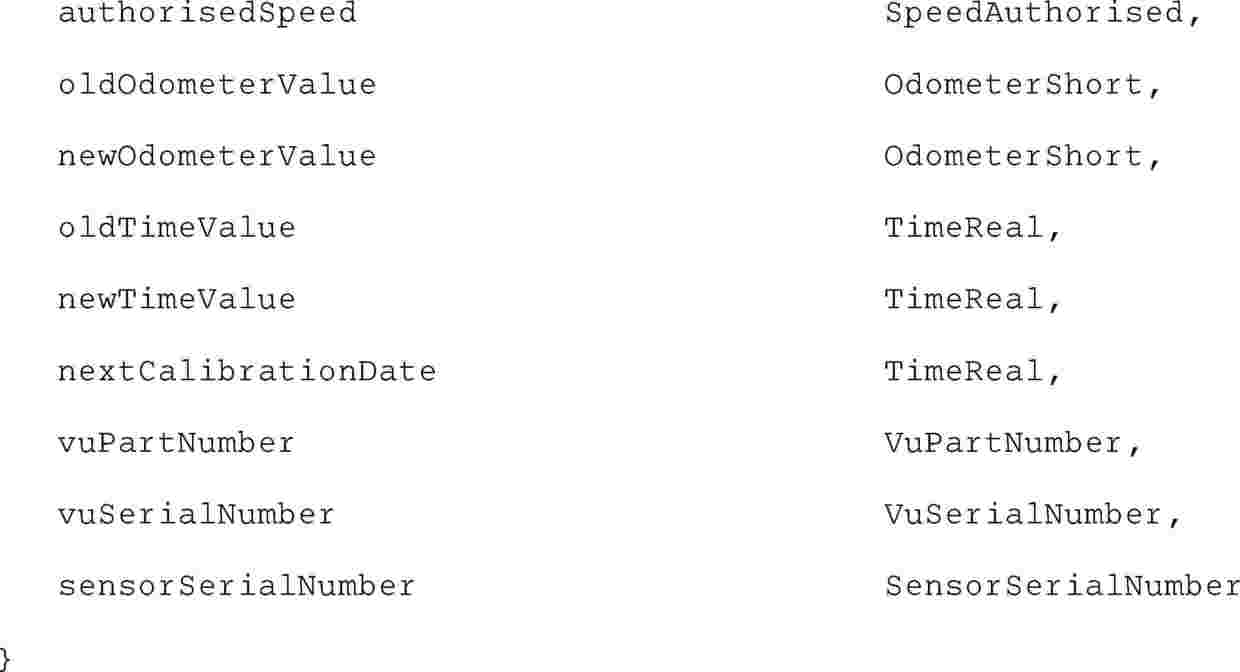 authorisedSpeed SpeedAuthorised,
oldOdometerValue OdometerShort,
newOdometerValue OdometerShort,
oldTimeValue TimeReal,
newTimeValue TimeReal,
nextCalibrationDate TimeReal,
vuPartNumber VuPartNumber,
vuSerialNumber VuSerialNumber,
sensorSerialNumber SensorSerialNumber
}